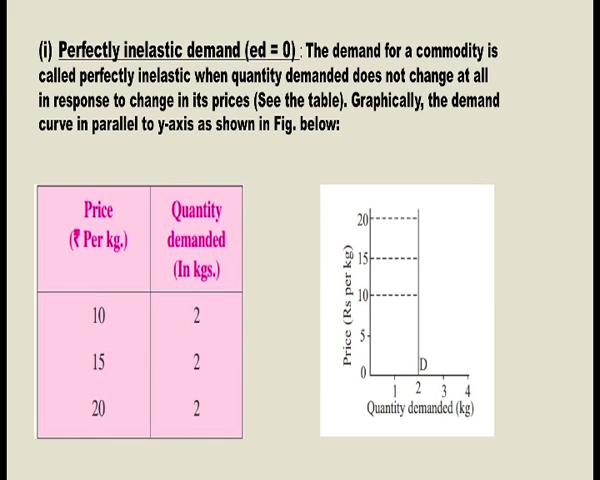 (i) Perfectly inelastic demand (ed = 0) : The demand for a commodity is
called perfectly inelastic when quantity demanded does not change at all
in response to change in its prices (See the table). Graphically, the demand
curve in parallel to y-axis as shown in Fig. below:
Price Quantity
(₹ Per kg.) demanded
(In kgs.)
10 2
15 2
20 2
Price (Rs per kg)
20
15
10
5
0
D
1 2 3 4
Quantity demanded (kg)